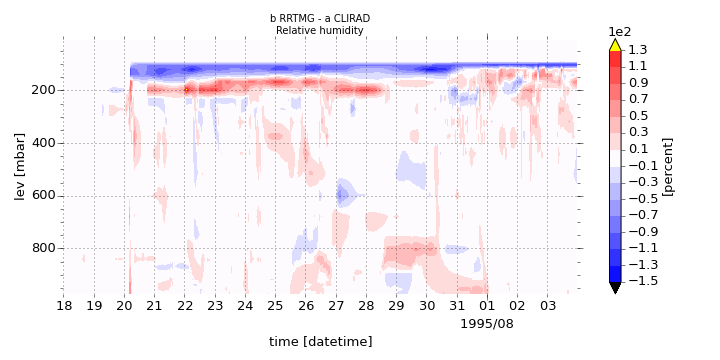 b RRTMG - a CLIRAD
Relative humidity
1e2
1.3
1.1
0.9
0.7
0.5
0.3
0.1
−0.1
−0.3
−0.5
−0.7
−0.9
−1.1
−1.3
−1.5
[percent]
lev [mbar]
200
400
600
800
18 19 20 21 22 23 24 25 26 27 28 29 30 31 01 02 03
1995/08
time [datetime]